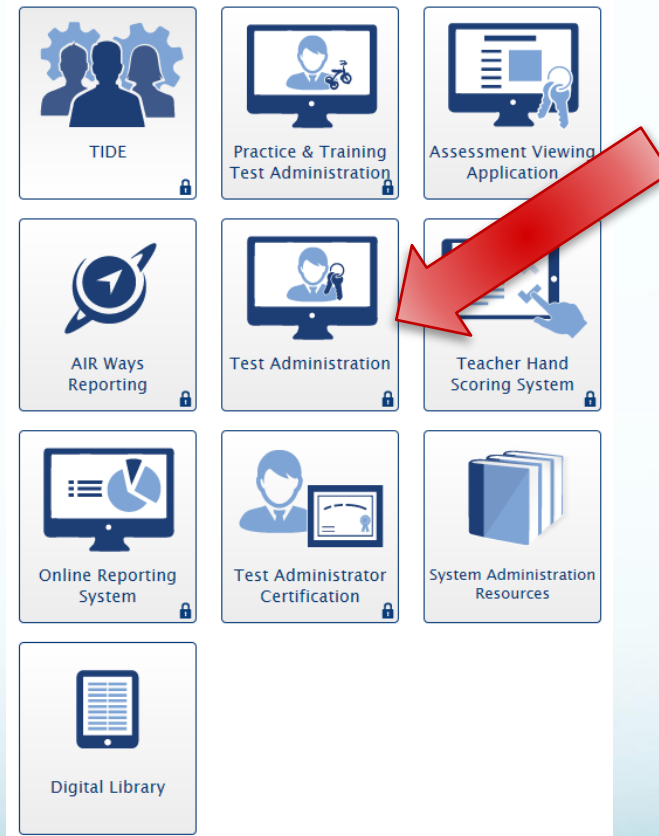 TIDE
Practice & Training
Test Administration
Assessment Viewing
Application
AIR Ways
Reporting
Test Administration
Teacher Hand
Scoring System
Online Reporting
System
Test Administrator
Certification
System Administration
Resources
Digital Library